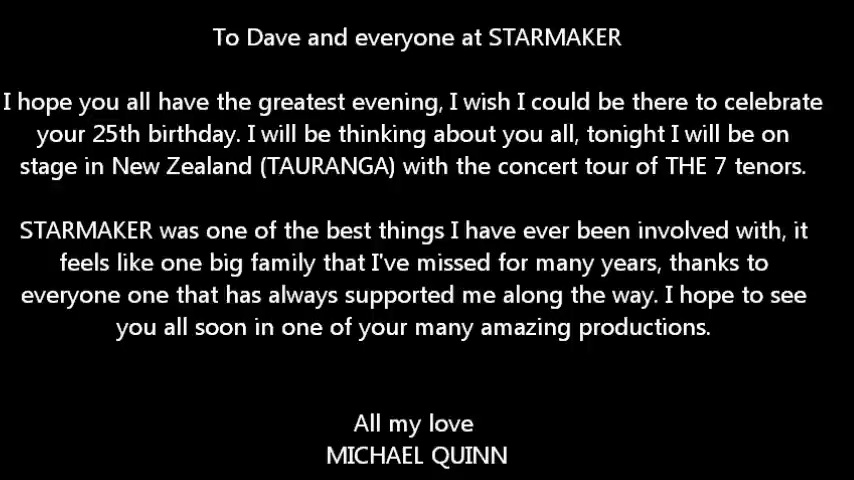 To Dave and everyone at STARMAKER
I hope you all have the greatest evening, I wish I could be there to celebrate
your 25th birthday. I will be thinking about you all, tonight I will be on
stage in New Zealand (TAURANGA) with the concert tour of THE 7 tenors.
STARMAKER was one of the best things I have ever been involved with, it
feels like one big family that I've missed for many years, thanks to
everyone one that has always supported me along the way. I hope to see
you all soon in one of your many amazing productions.
All my love
MICHAEL QUINN